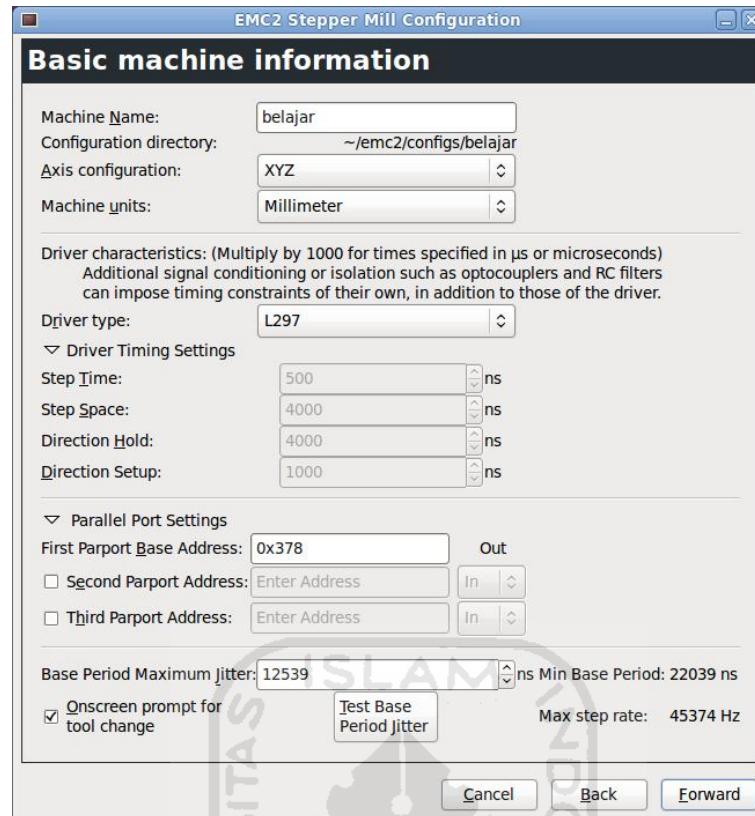 EMC2 Stepper Mill Configuration
Basic machine information
Machine Name: belajar
Configuration directory: ~/emc2/configs/belajar
Axis configuration: XYZ
Machine units: Millimeter
Driver characteristics: (Multiply by 1000 for times specified in µs or microseconds)
Additional signal conditioning or isolation such as optocouplers and RC filters
can impose timing constraints of their own, in addition to those of the driver.
Driver type: L297
Driver Timing Settings
Step Time: 500 ns
Step Space: 4000 ns
Direction Hold: 4000 ns
Direction Setup: 1000 ns
Parallel Port Settings
First Parport Base Address: 0x378 Out
Second Parport Address: Enter Address In
Third Parport Address: Enter Address In
Base Period Maximum Jitter: 12539 ns Min Base Period: 22039 ns
Onscreen prompt for
tool change
Test Base
Period Jitter
Max step rate: 45374 Hz
ISLAM
Cancel Back Forward